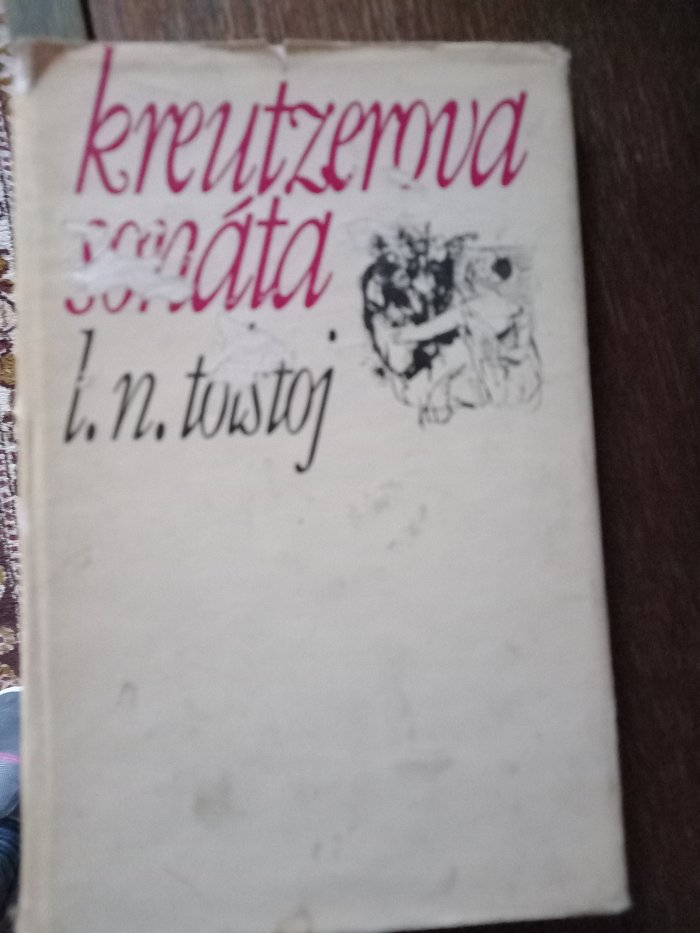 kreutzerova
sonáta
l. n. tolstoj